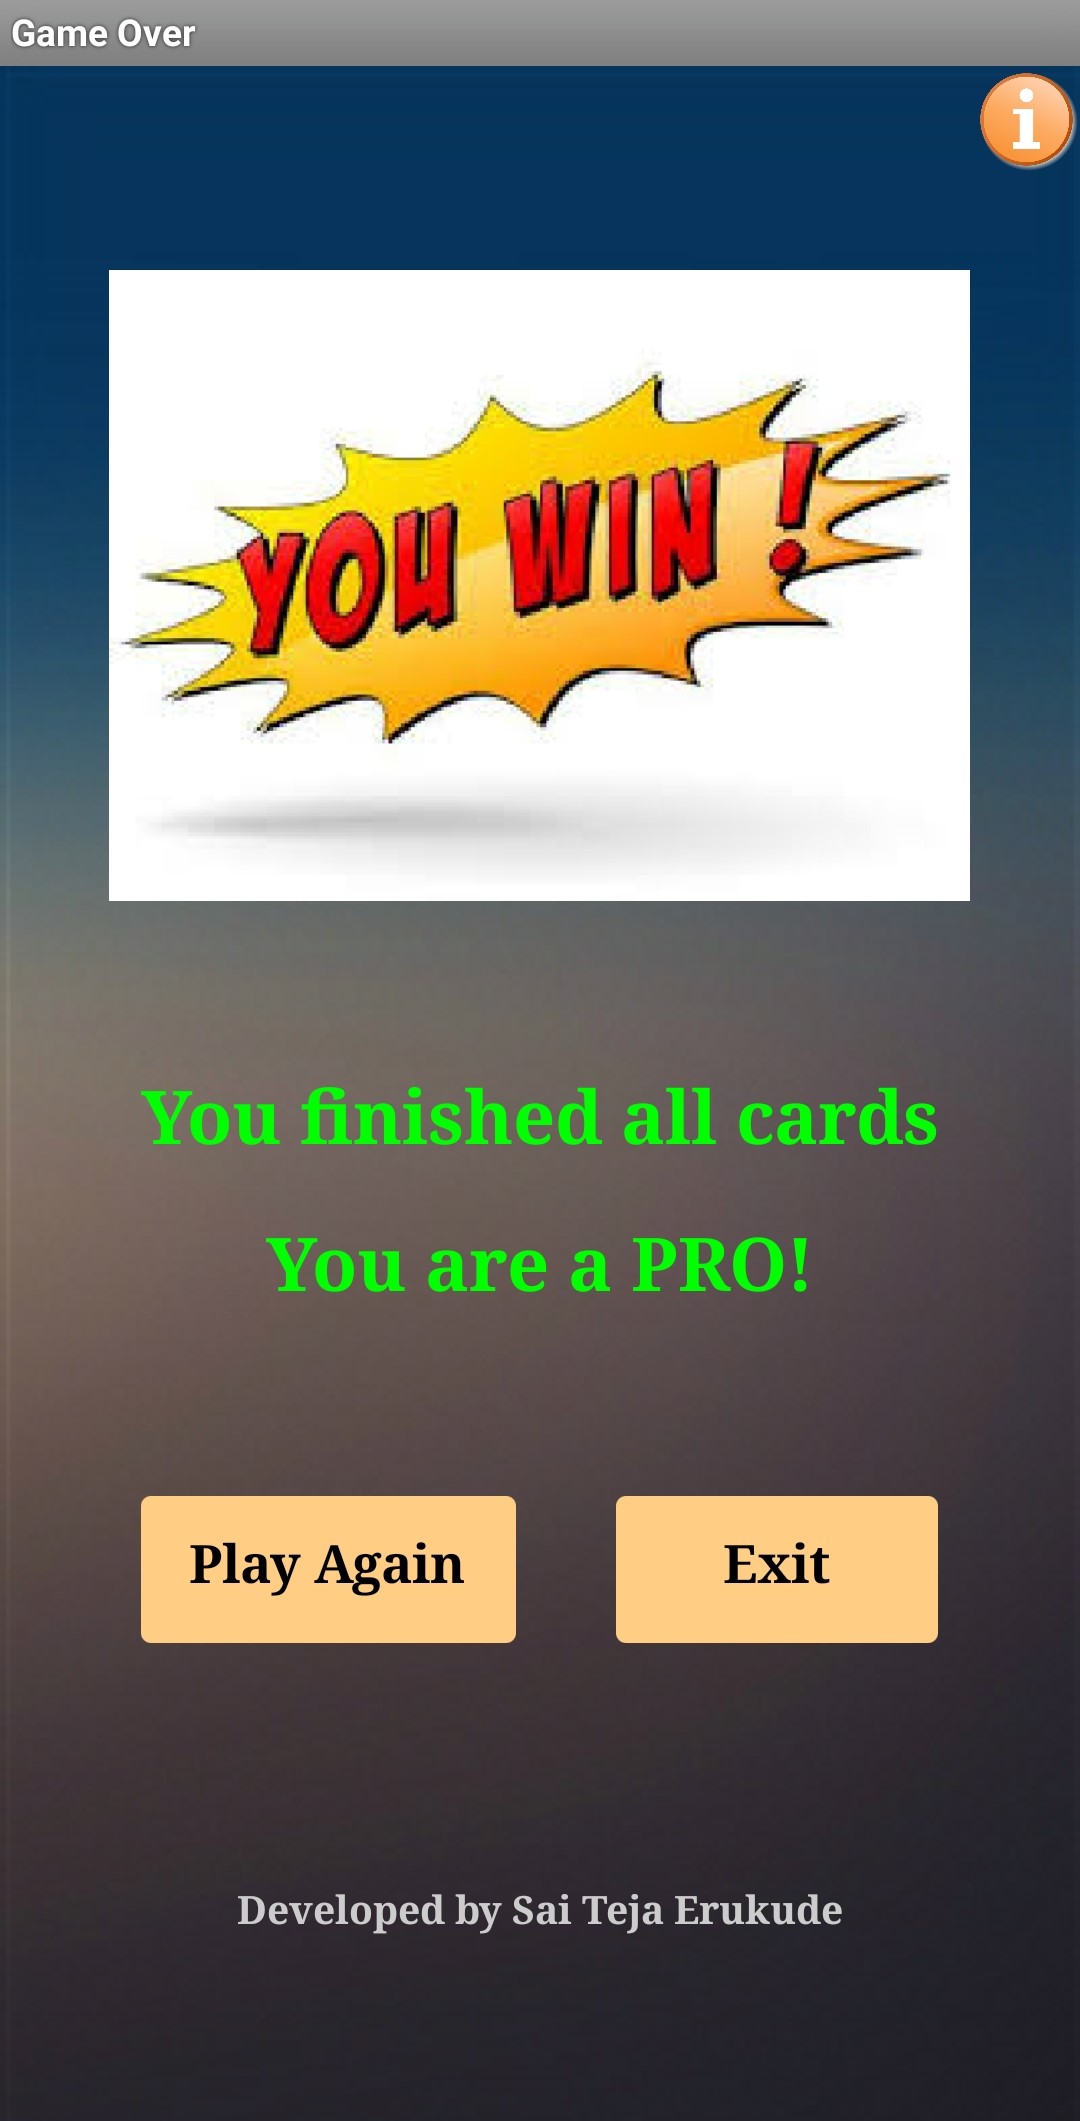 Game Over
i
YOU WIN !
You finished all cards
You are a PRO!
Play Again
Exit
Developed by Sai Teja Erukude